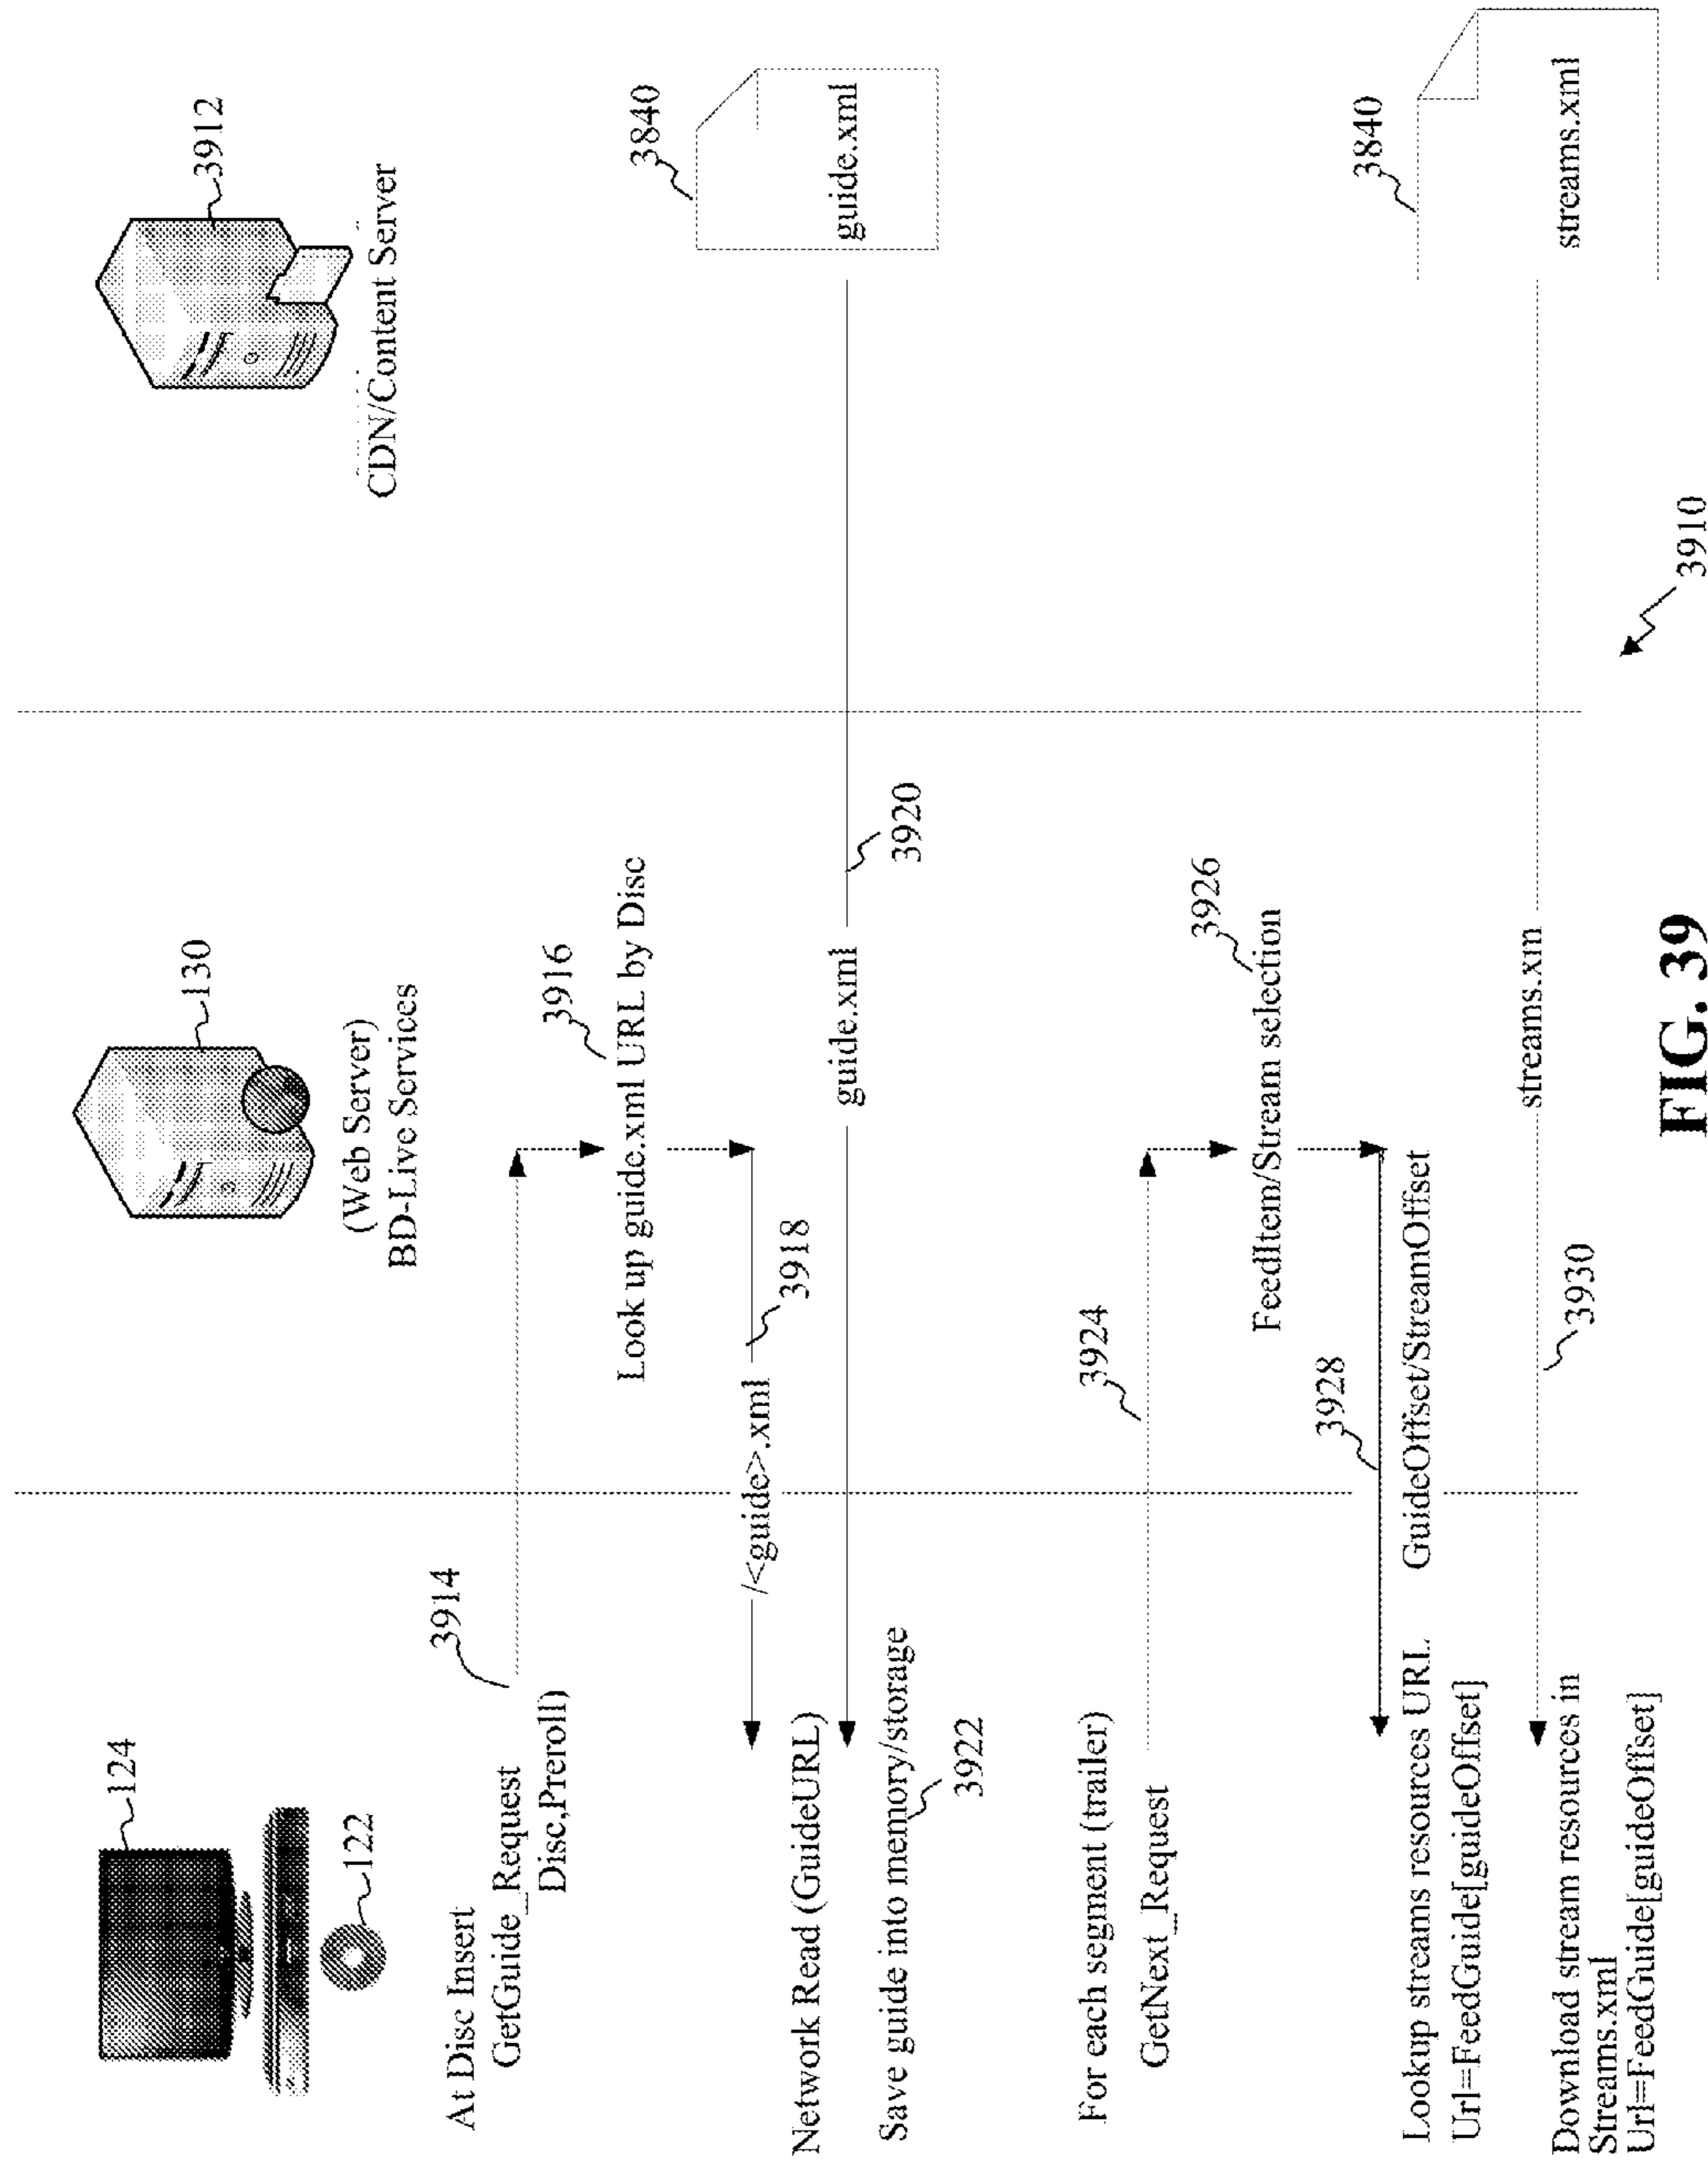 124
122
130
(Web Server)
BD-Live Services
3912
CDN/Content Server
At Disc Insert
GetGuide_Request
Disc,Preroll)
3914
3916
Look up guide.xml URL by Disc
/<guide>.xml
3918
3840
guide.xml
Network Read (GuideURL)
guide.xml
3920
Save guide into memory/storage
3922
For each segment (trailer)
GetNext_Request
3924
3926
FeedItem/Stream selection
3928
Lookup streams resources URL
Url=FeedGuide[guideOffset]
GuideOffset/StreamOffset
3840
streams.xml
streams.xm
3930
Download stream resources in
Streams.xml
Url=FeedGuide[guideOffset]
3910
FIG. 39